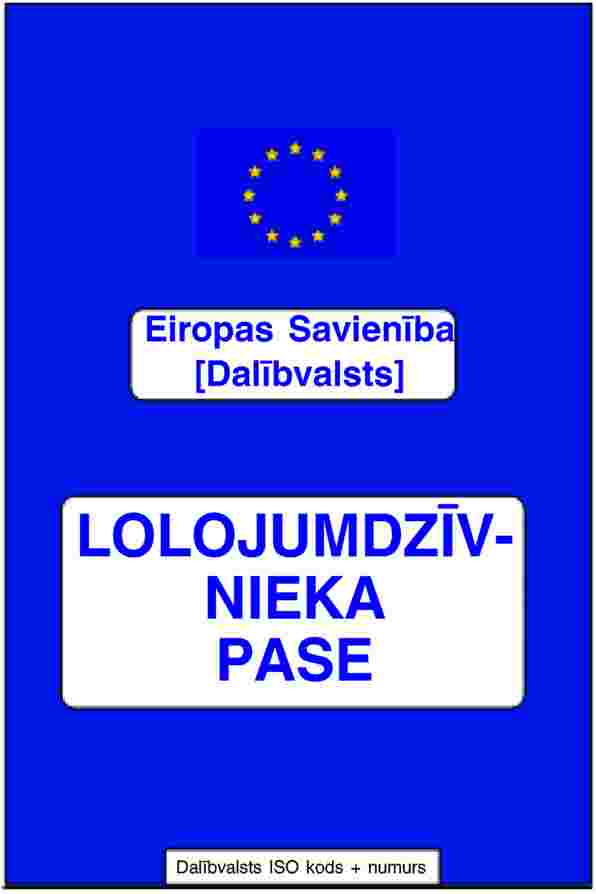 Eiropas Savienība
[Dalībvalsts]
LOLOJUMDZĪV-
NIEKA
PASE
Dalībvalsts ISO kods + numurs